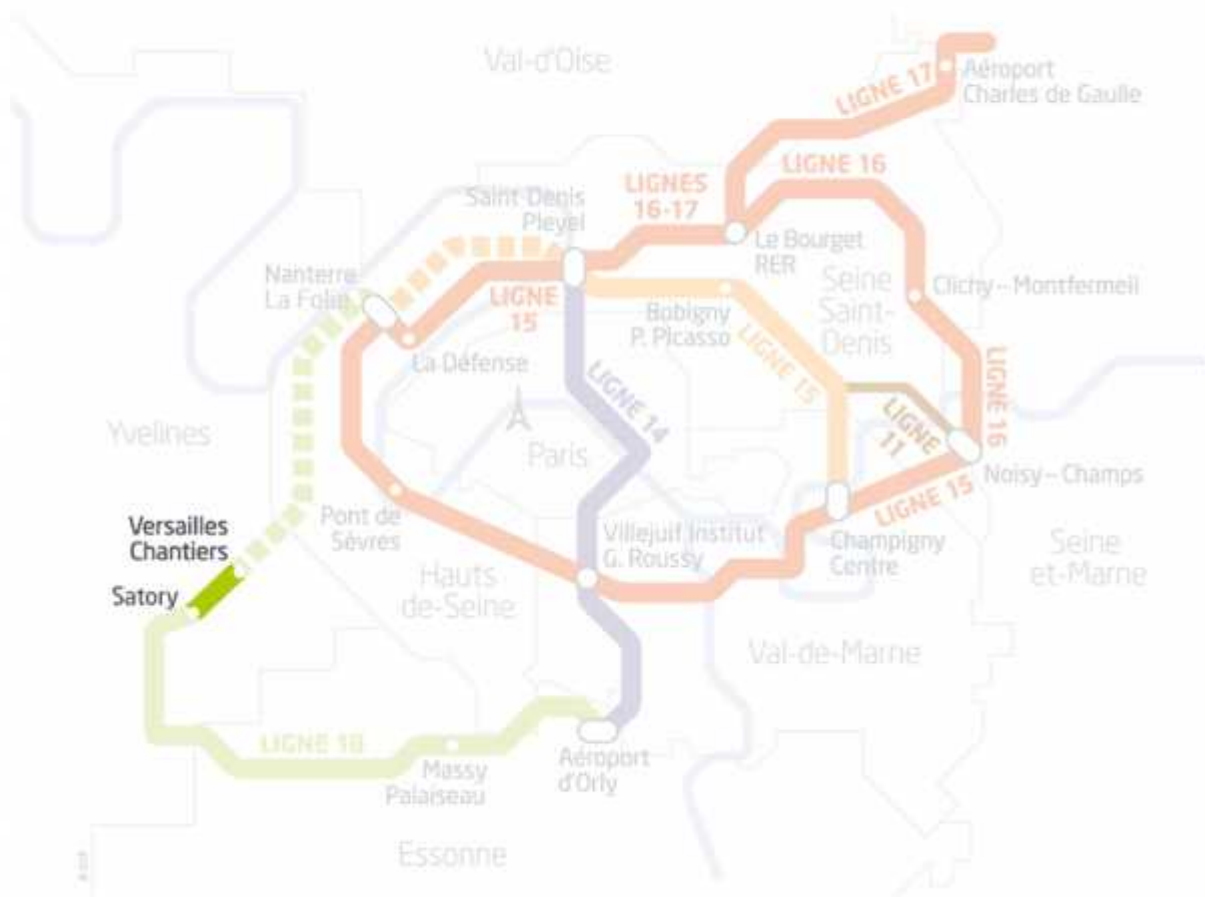 Val-d'Oise
LIGNE 17
Aéroport
Charles de Gaulle
LIGNE 16
LIGNES
16-17
Saint Denis
Pleyel
Le Bourget
RER
Nanterre
La Folie
LIGNE
15
Bobigny
P. Picasso
Seine
Saint-
Denis
Clichy – Montfermeil
La Défense
LIGNE 14
LIGNE 15
LIGNE 16
LIGNE
11
Yvelines
Paris
Noisy – Champs
LIGNE 15
Versailles
Chantiers
Pont de
Sèvres
Villejuif Institut
G. Roussy
Champigny
Centre
Seine
et-Marne
Satory
Hauts
de-Seine
Val-de-Marne
LIGNE 18
Massy
Palaiseau
Aéroport
d'Orly
Essonne